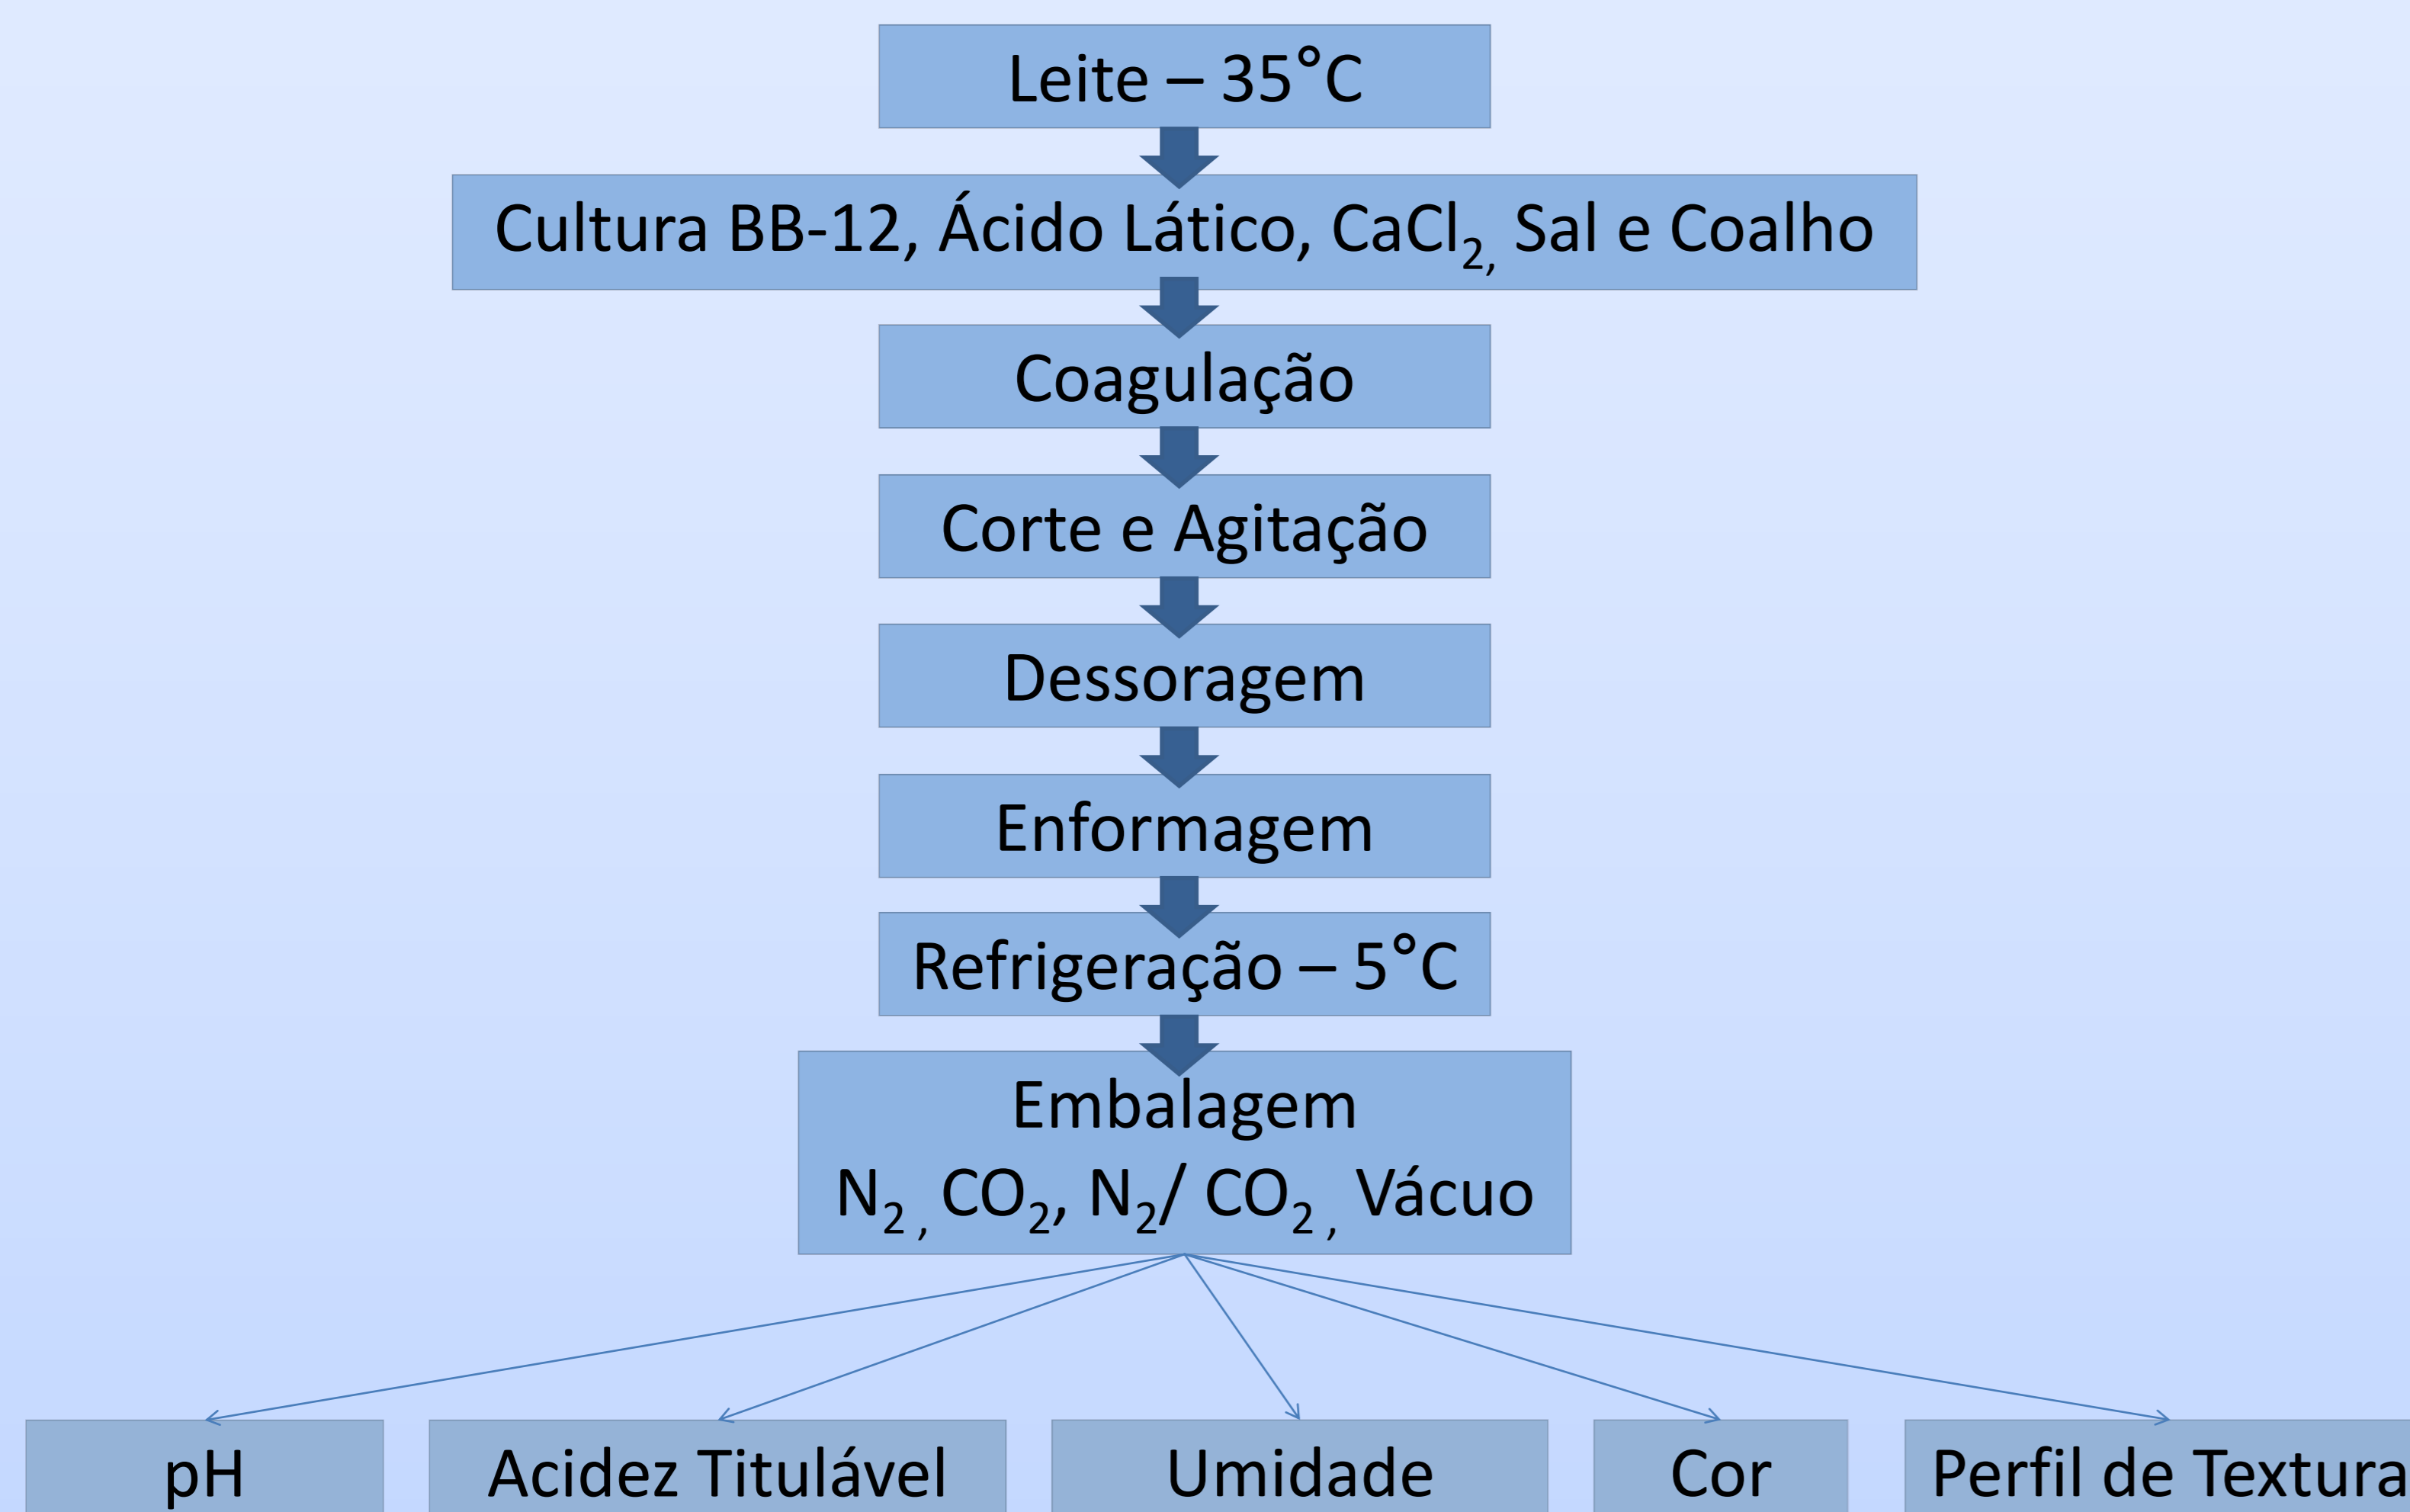 Leite – 35°C
Cultura BB-12, Ácido Lático, CaCl₂, Sal e Coalho
Coagulação
Corte e Agitação
Dessoragem
Enformagem
Refrigeração – 5°C
Embalagem
N₂, CO₂, N₂/ CO₂, Vácuo
pH
Acidez Titulável
Umidade
Cor
Perfil de Textura